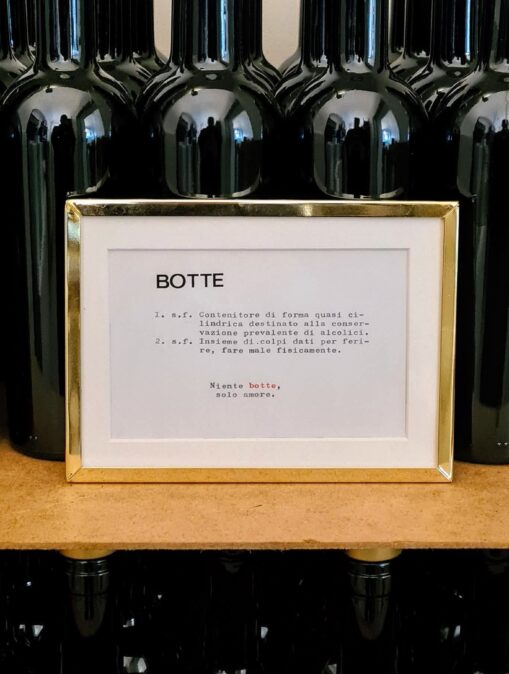 BOTTE
1. s.f. Contenitore di forma quasi ci-
lindrica destinato alla conser-
vazione prevalente di alcolici.
2. s.f. Insieme di colpi dati per feri-
re, fare male fisicamente.
Niente botte,
solo amore.